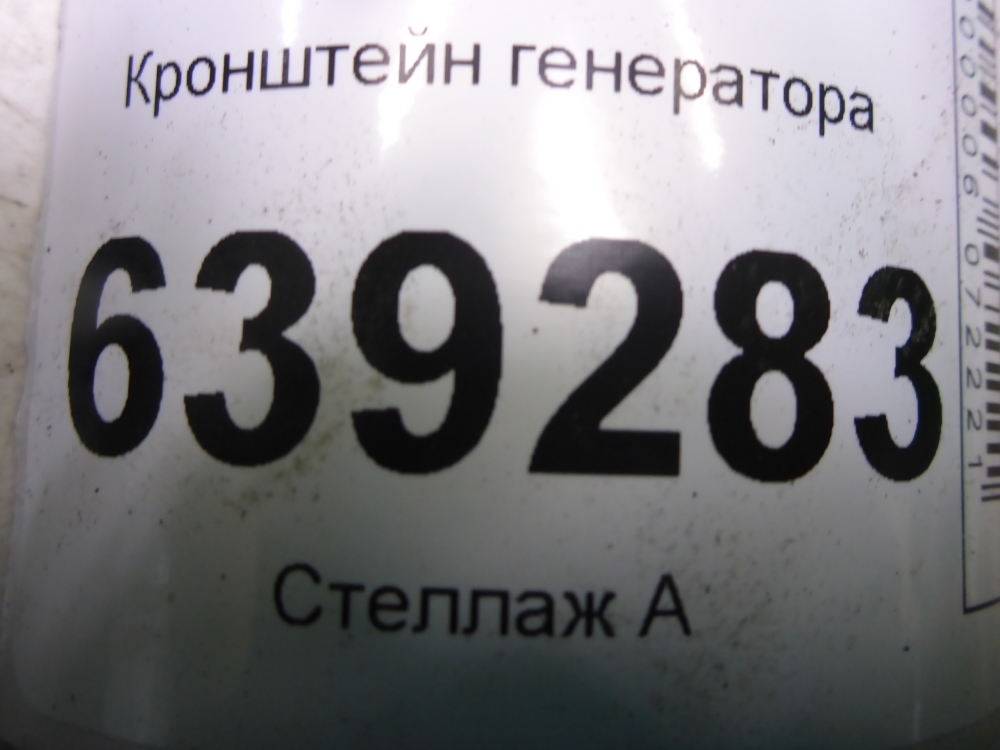 Кронштейн генератора
639283
Стеллаж А